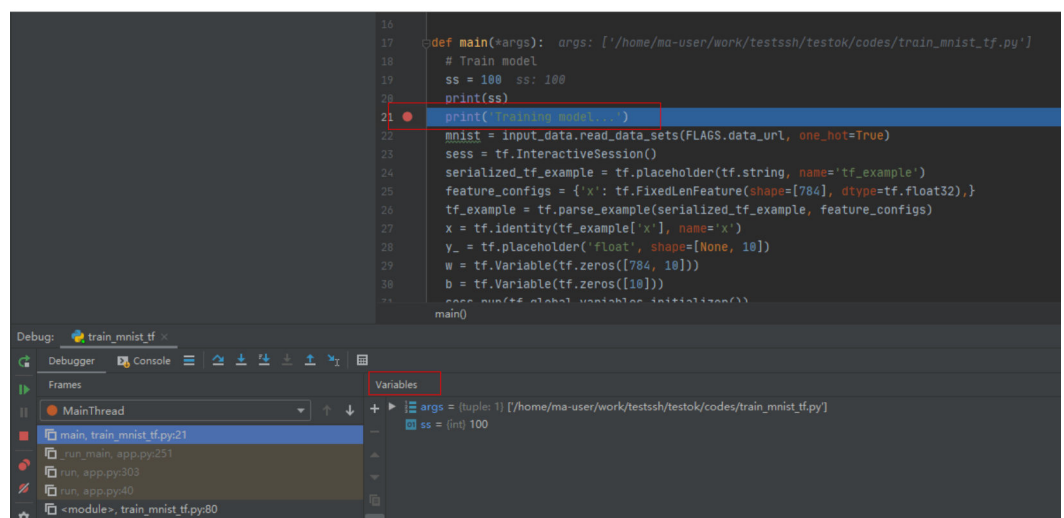 16
17 def main(*args): args: ['/home/ma-user/work/testssh/testok/codes/train_mnist_tf.py']
18 # Train model
19 ss = 100 ss: 100
20 print(ss)
21 print('Training model...')
22 mnist = input_data.read_data_sets(FLAGS.data_url, one_hot=True)
23 sess = tf.InteractiveSession()
24 serialized_tf_example = tf.placeholder(tf.string, name='tf_example')
25 feature_configs = {'x': tf.FixedLenFeature(shape=[784], dtype=tf.float32),}
26 tf_example = tf.parse_example(serialized_tf_example, feature_configs)
27 x = tf.identity(tf_example['x'], name='x')
28 y_ = tf.placeholder('float', shape=[None, 10])
29 w = tf.Variable(tf.zeros([784, 10]))
30 b = tf.Variable(tf.zeros([10]))
31 sess.run(tf.global_variables_initializer())
main()
Debug: train_mnist_tf
Debugger Console
Frames Variables
MainThread
args = (tuple: 1) ['/home/ma-user/work/testssh/testok/codes/train_mnist_tf.py']
ss = (int) 100
main, train_mnist_tf.py:21
_run_main, app.py:251
run, app.py:303
run, app.py:40
<module>, train_mnist_tf.py:80